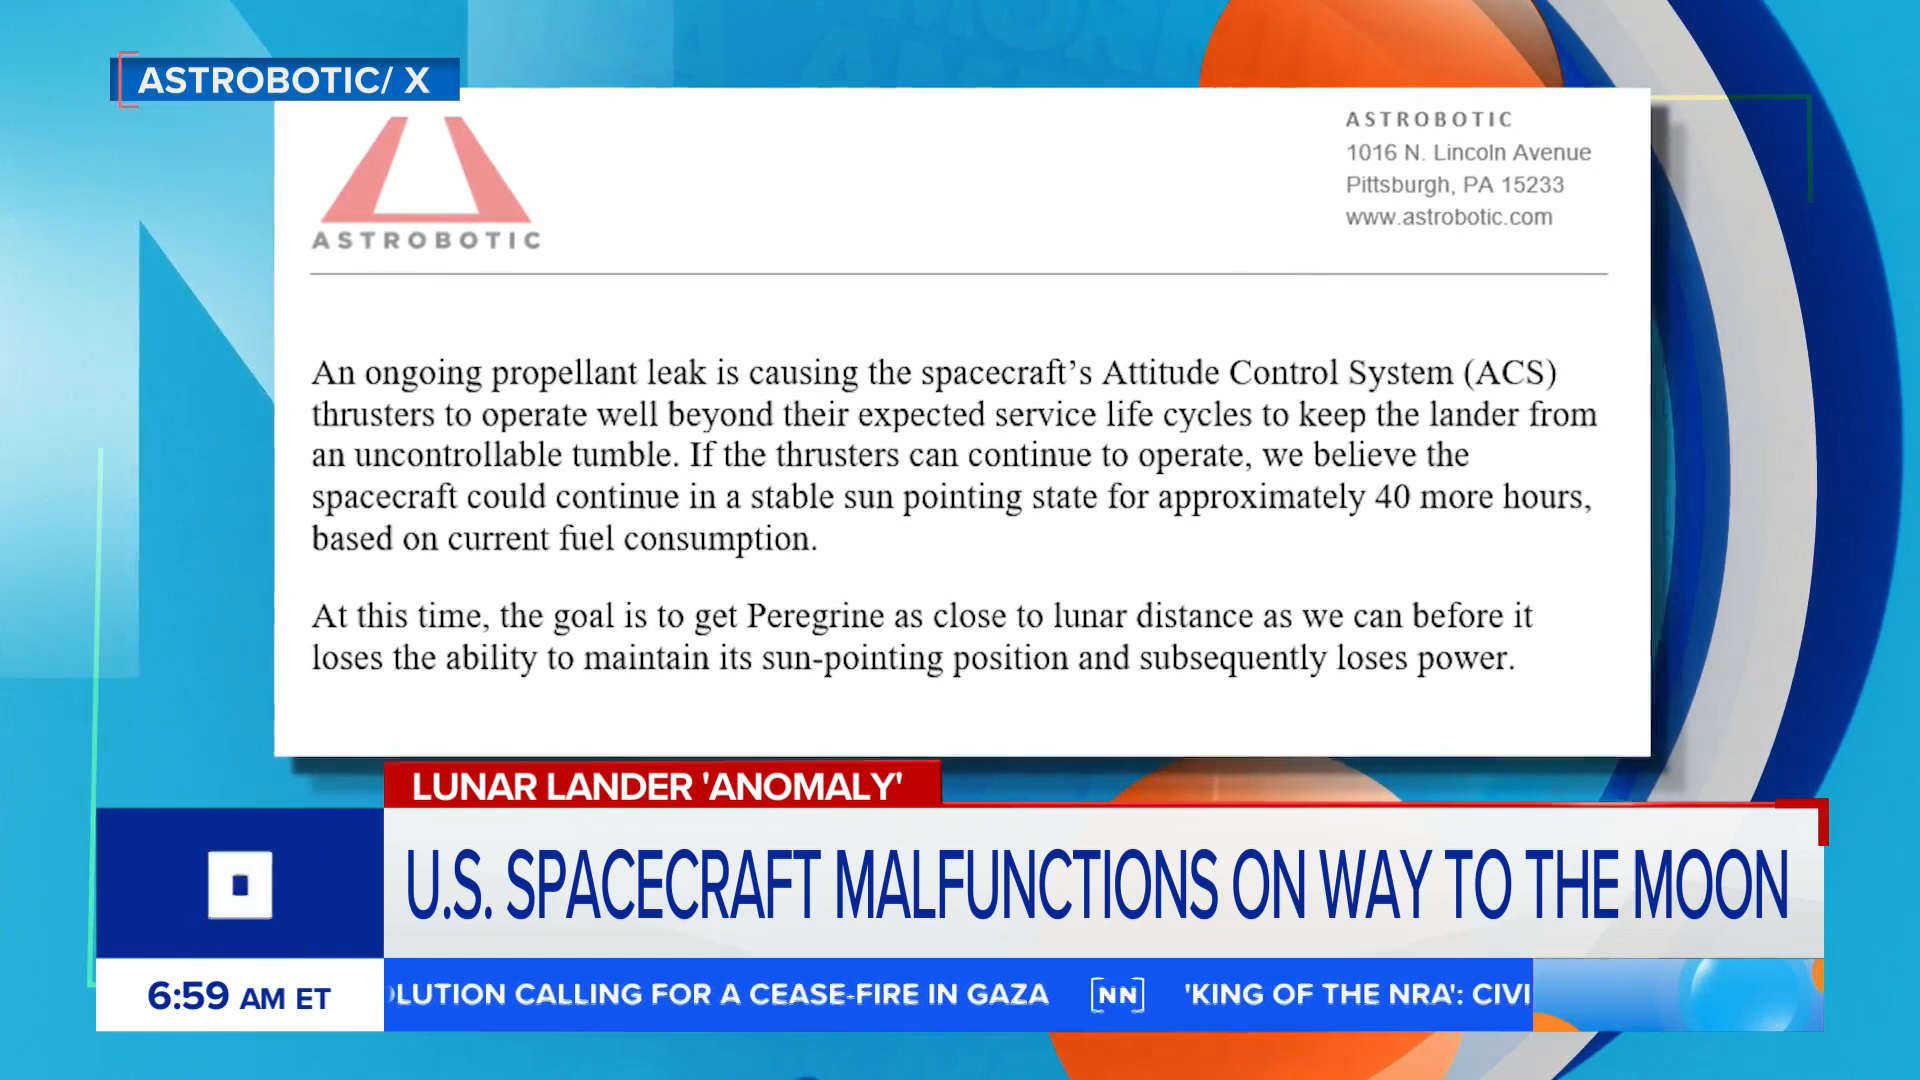 ASTROBOTIC/ X
ASTROBOTIC
ASTROBOTIC
1016 N. Lincoln Avenue
Pittsburgh, PA 15233
www.astrobotic.com
An ongoing propellant leak is causing the spacecraft’s Attitude Control System (ACS)
thrusters to operate well beyond their expected service life cycles to keep the lander from
an uncontrollable tumble. If the thrusters can continue to operate, we believe the
spacecraft could continue in a stable sun pointing state for approximately 40 more hours,
based on current fuel consumption.
At this time, the goal is to get Peregrine as close to lunar distance as we can before it
loses the ability to maintain its sun-pointing position and subsequently loses power.
LUNAR LANDER 'ANOMALY'
U.S. SPACECRAFT MALFUNCTIONS ON WAY TO THE MOON
6:59 AM ET
LUTION CALLING FOR A CEASE-FIRE IN GAZA [NN] 'KING OF THE NRA': CIVI